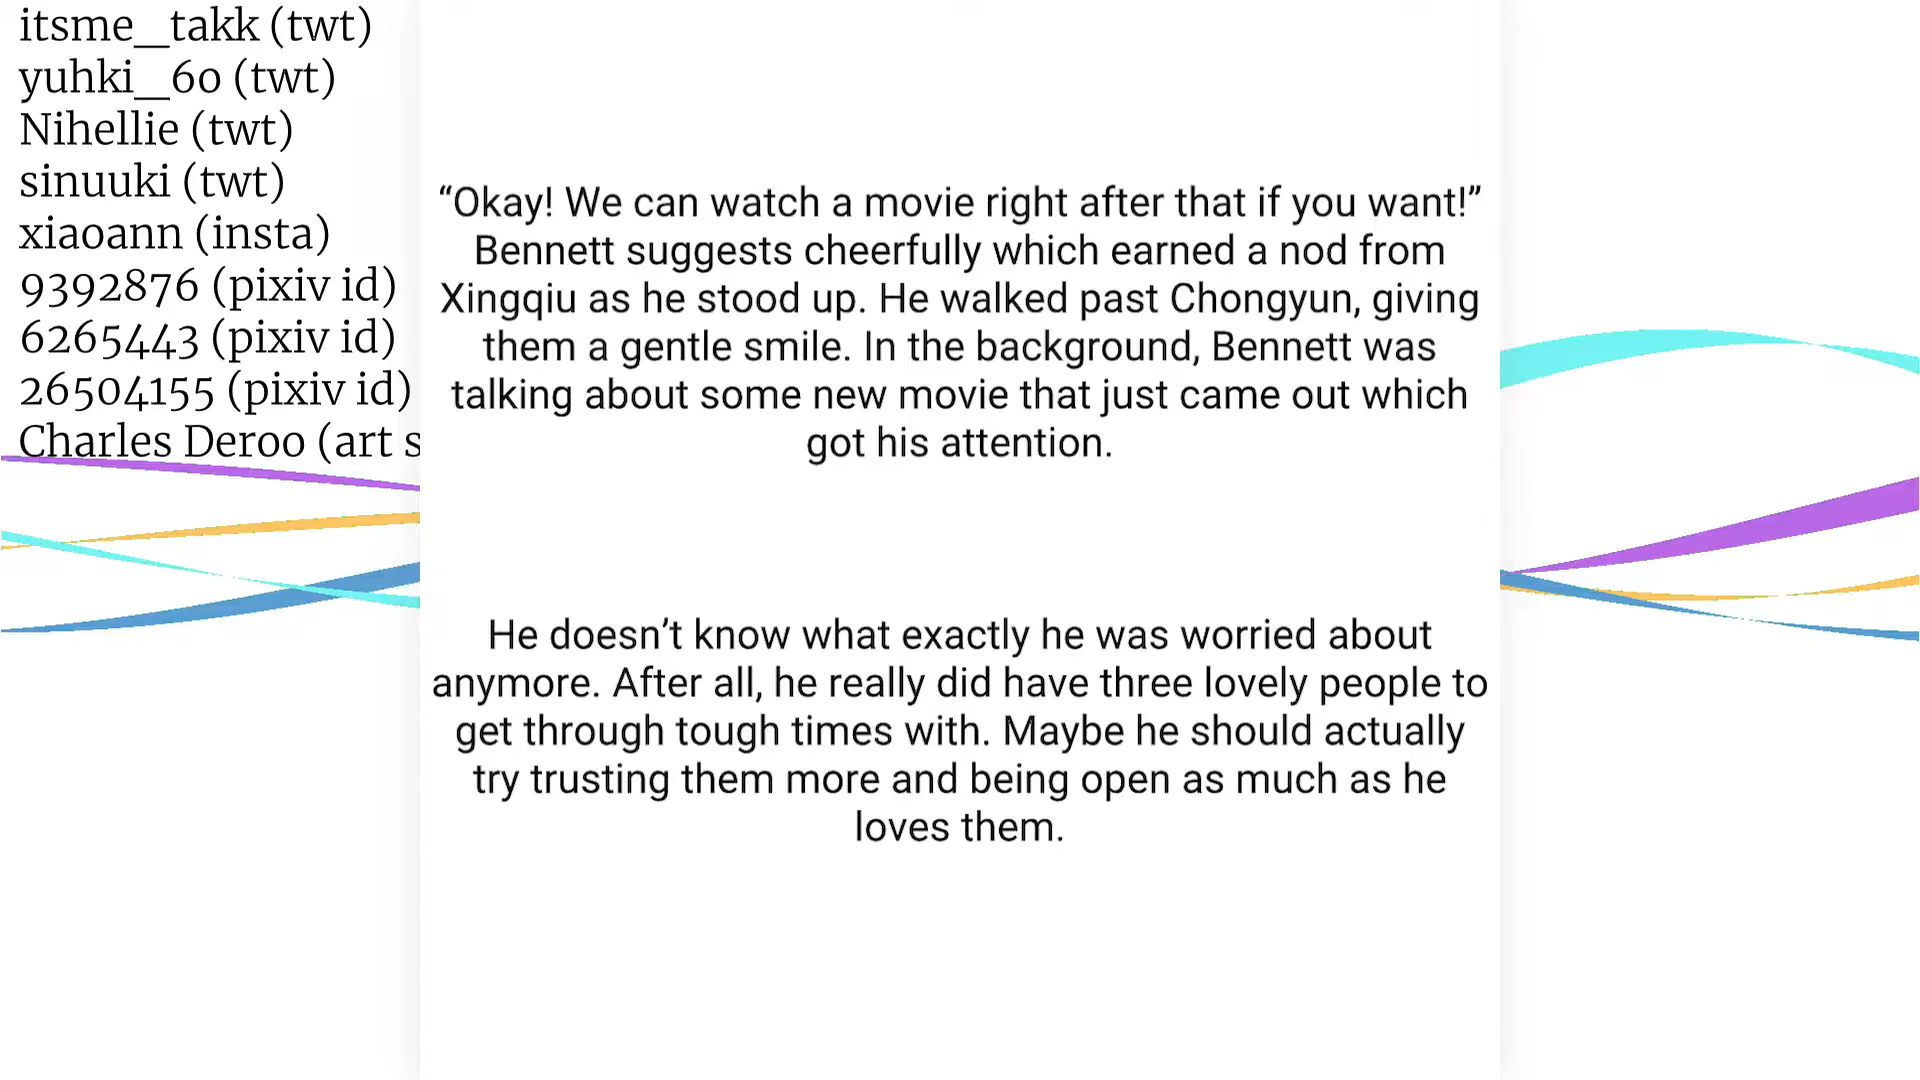 itsme_takk (twt)
yuhki_60 (twt)
Nihellie (twt)
sinuuki (twt)
xiaoann (insta)
9392876 (pixiv id)
6265443 (pixiv id)
26504155 (pixiv id)
Charles Deroo (art s
“Okay! We can watch a movie right after that if you want!”
Bennett suggests cheerfully which earned a nod from
Xingqiu as he stood up. He walked past Chongyun, giving
them a gentle smile. In the background, Bennett was
talking about some new movie that just came out which
got his attention.
He doesn’t know what exactly he was worried about
anymore. After all, he really did have three lovely people to
get through tough times with. Maybe he should actually
try trusting them more and being open as much as he
loves them.